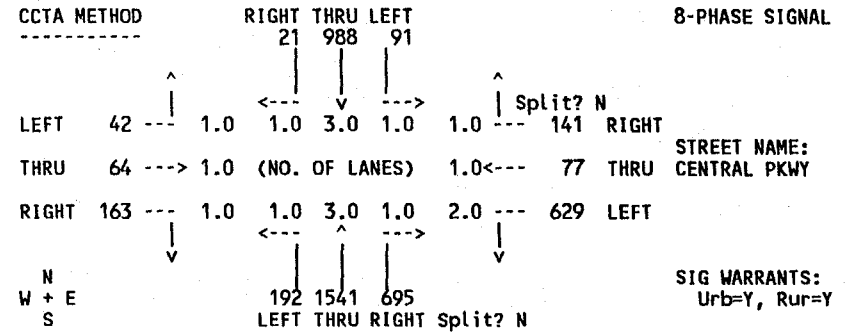 CCTA METHOD RIGHT THRU LEFT 8-PHASE SIGNAL
----------- 21 988 91
^ ^
<--- v ---> Split? N
LEFT 42 --- 1.0 1.0 3.0 1.0 1.0 --- 141 RIGHT
STREET NAME:
THRU 64 ---> 1.0 (NO. OF LANES) 1.0<--- 77 THRU CENTRAL PKWY
RIGHT 163 --- 1.0 1.0 3.0 1.0 2.0 --- 629 LEFT
<--- ^ --->
v v
N SIG WARRANTS:
W + E 192 1541 695 Urb=Y, Rur=Y
S LEFT THRU RIGHT Split? N